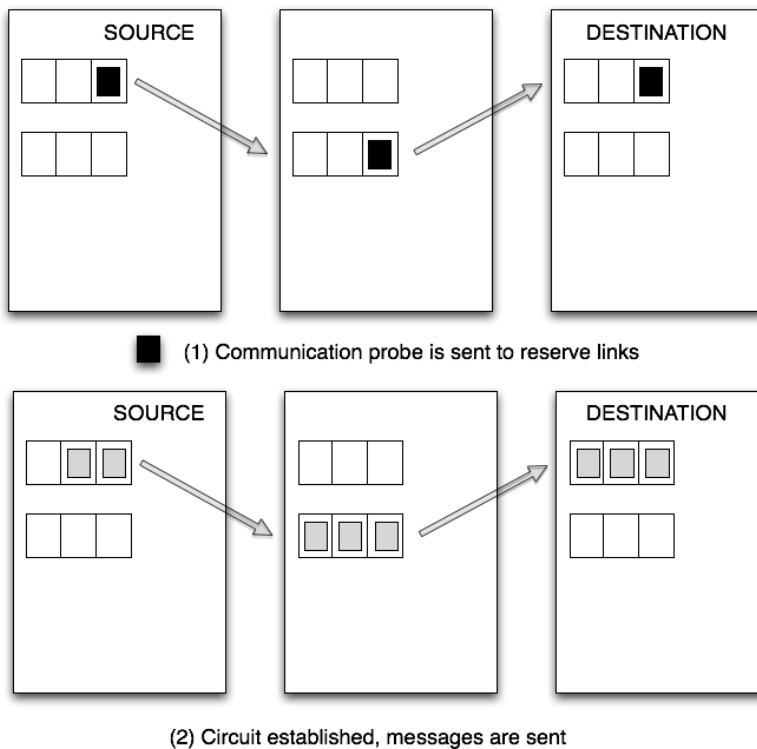 SOURCE
DESTINATION
(1) Communication probe is sent to reserve links
SOURCE
DESTINATION
(2) Circuit established, messages are sent